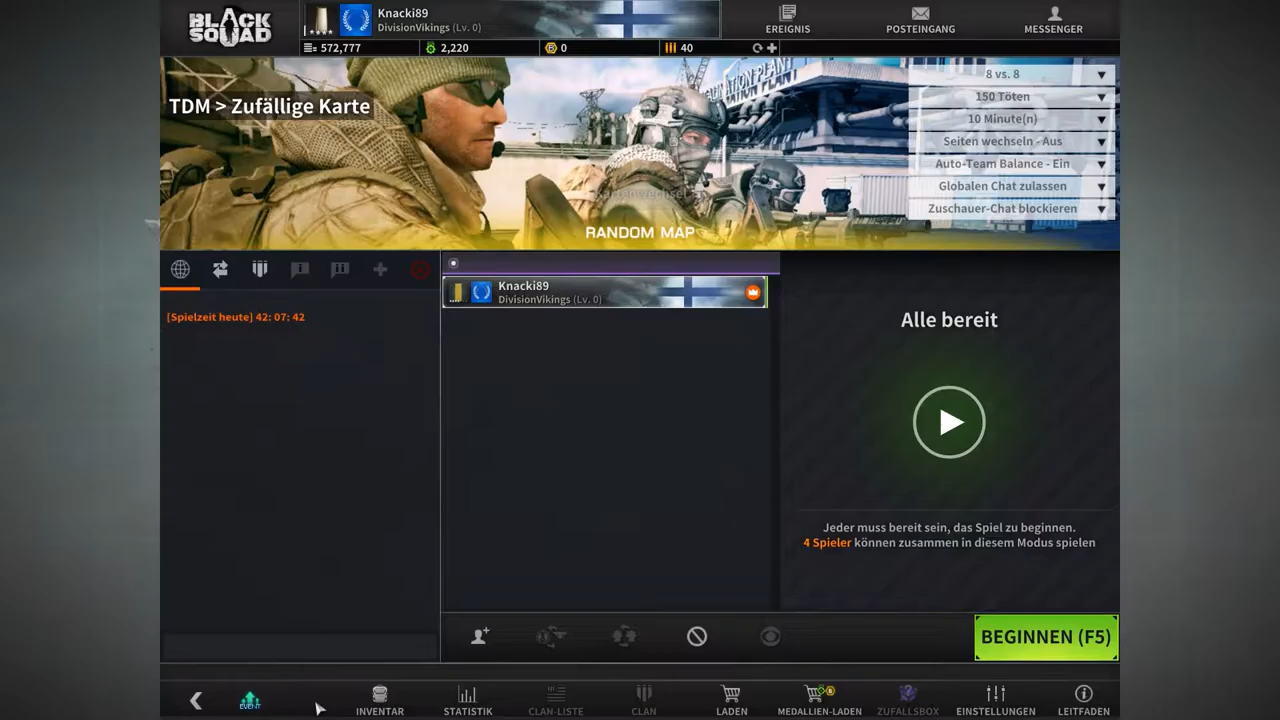 BLACK SQUAD
Knacki89
DivisionVikings (Lv. 0)
572,777
2,220
0
40
EREIGNIS
POSTEINGANG
MESSENGER
TDM > Zufällige Karte
8 vs. 8
150 Töten
10 Minute(n)
Seiten wechseln - Aus
Auto-Team Balance - Ein
Globalen Chat zulassen
Zuschauer-Chat blockieren
RANDOM MAP
[Spielzeit heute] 42: 07: 42
Knacki89
DivisionVikings (Lv. 0)
Alle bereit
Jeder muss bereit sein, das Spiel zu beginnen.
4 Spieler können zusammen in diesem Modus spielen
BEGINNEN (F5)
EVENT
INVENTAR
STATISTIK
CLAN-LISTE
CLAN
LADEN
MEDAILLEN-LADEN
ZUFALLSBOX
EINSTELLUNGEN
LEITFADEN